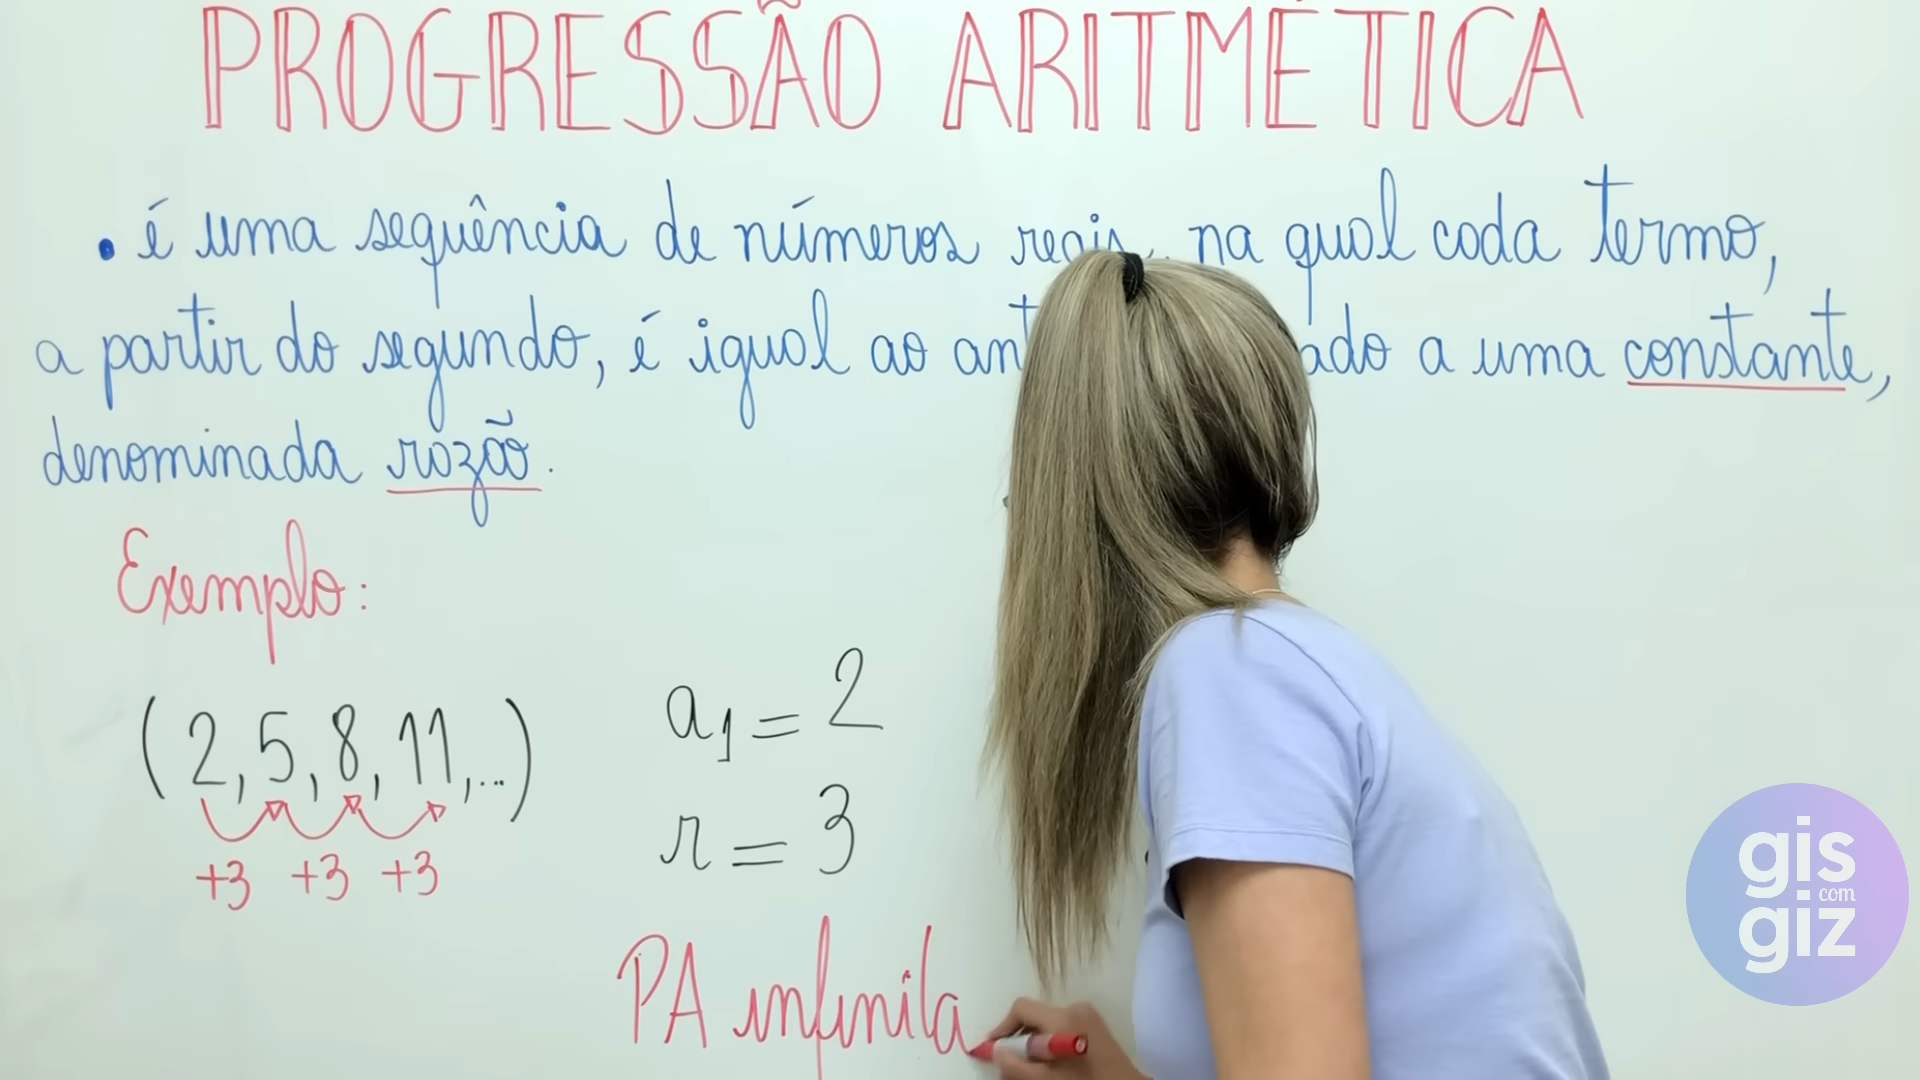 PROGRESSÃO ARITMÉTICA
• é uma sequência de números reais, na qual cada termo,
a partir do segundo, é igual ao a uma constante,
denominada razão.
Exemplo:
(2, 5, 8, 11, ...)
+3 +3 +3
a₁ = 2
r = 3
PA infinita
gis
com
giz